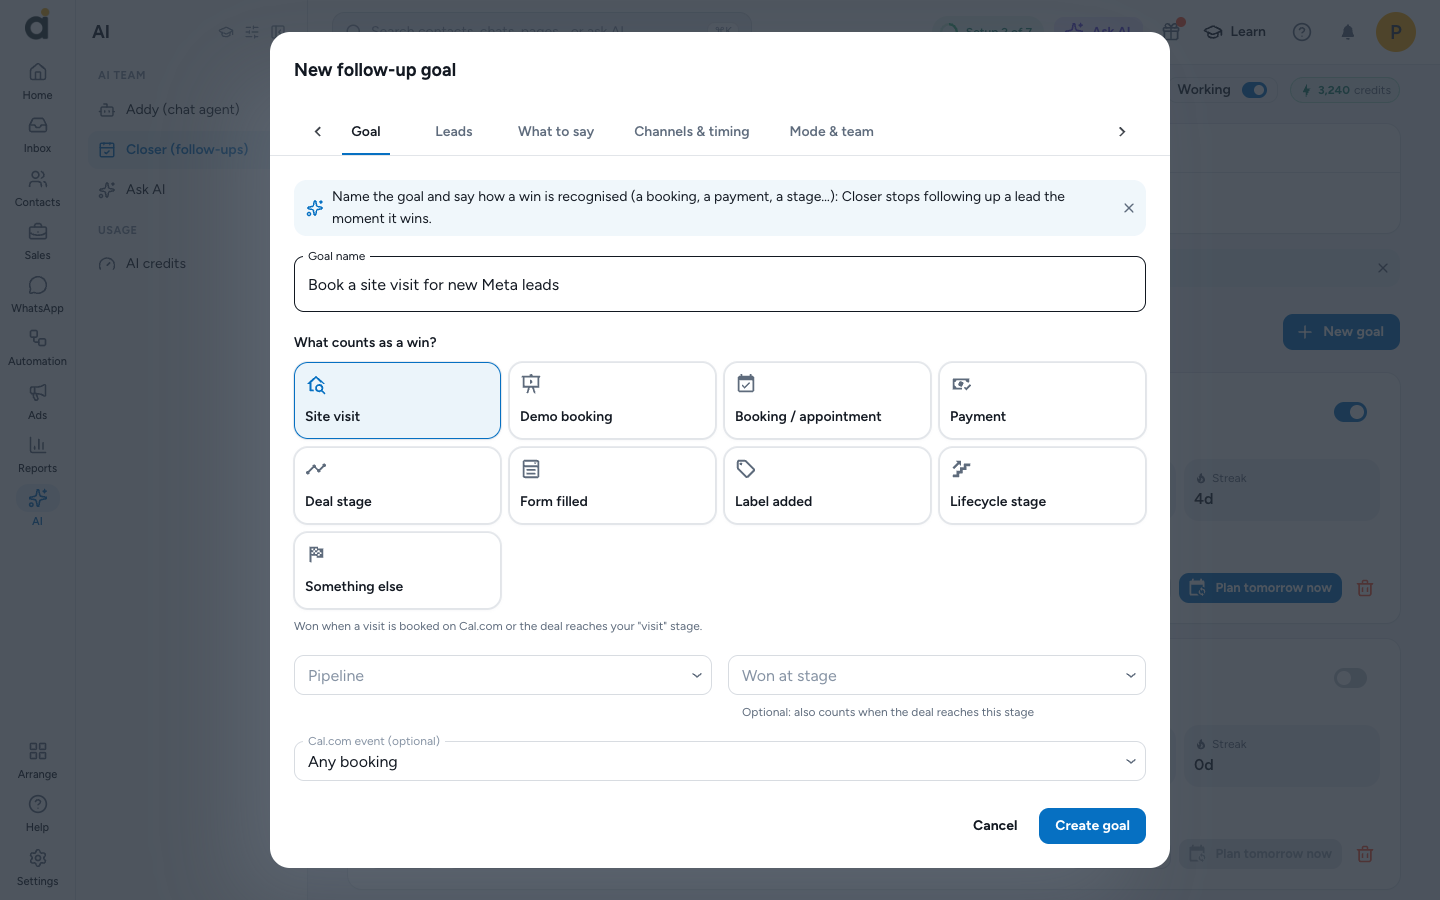 AI
Setup 2 of 7
Ask AI
Learn
P
Home
AI TEAM
Addy (chat agent)
Closer (follow-ups)
Ask AI
USAGE
AI credits
Inbox
Contacts
Sales
WhatsApp
Automation
Ads
Reports
AI
Arrange
Help
Settings
New follow-up goal
Goal
Leads
What to say
Channels & timing
Mode & team
Name the goal and say how a win is recognised (a booking, a payment, a stage...): Closer stops following up a lead the
moment it wins.
Goal name
Book a site visit for new Meta leads
What counts as a win?
Site visit
Demo booking
Booking / appointment
Payment
Deal stage
Form filled
Label added
Lifecycle stage
Something else
Won when a visit is booked on Cal.com or the deal reaches your "visit" stage.
Pipeline
Won at stage
Optional: also counts when the deal reaches this stage
Cal.com event (optional)
Any booking
Cancel
Create goal
Working
3,240 credits
New goal
Streak
4d
Plan tomorrow now
Streak
0d
Plan tomorrow now